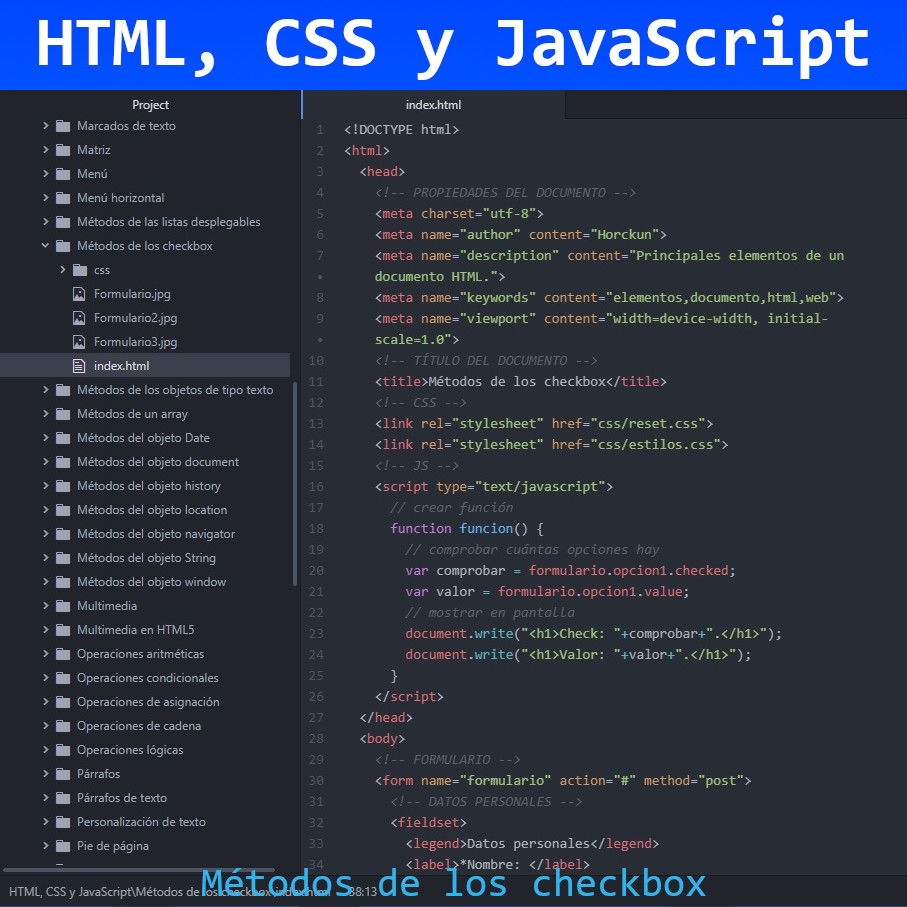 HTML, CSS y JavaScript
Project
Marcados de texto
Matriz
Menú
Menú horizontal
Métodos de las listas desplegables
Métodos de los checkbox
css
Formulario.jpg
Formulario2.jpg
Formulario3.jpg
index.html
Métodos de los objetos de tipo texto
Métodos de un array
Métodos del objeto Date
Métodos del objeto document
Métodos del objeto history
Métodos del objeto location
Métodos del objeto navigator
Métodos del objeto String
Métodos del objeto window
Multimedia
Multimedia en HTML5
Operaciones aritméticas
Operaciones condicionales
Operaciones de asignación
Operaciones de cadena
Operaciones lógicas
Párrafos
Párrafos de texto
Personalización de texto
Pie de página
index.html
1 <!DOCTYPE html>
2 <html>
3 <head>
4 <!-- PROPIEDADES DEL DOCUMENTO -->
5 <meta charset="utf-8">
6 <meta name="author" content="Horckun">
7 <meta name="description" content="Principales elementos de un
• documento HTML.">
8 <meta name="keywords" content="elementos,documento,html,web">
9 <meta name="viewport" content="width=device-width, initial-
• scale=1.0">
10 <!-- TÍTULO DEL DOCUMENTO -->
11 <title>Métodos de los checkbox</title>
12 <!-- CSS -->
13 <link rel="stylesheet" href="css/reset.css">
14 <link rel="stylesheet" href="css/estilos.css">
15 <!-- JS -->
16 <script type="text/javascript">
17 // crear función
18 function funcion() {
19 // comprobar cuántas opciones hay
20 var comprobar = formulario.opcion1.checked;
21 var valor = formulario.opcion1.value;
22 // mostrar en pantalla
23 document.write("<h1>Check: "+comprobar+".</h1>");
24 document.write("<h1>Valor: "+valor+".</h1>");
25 }
26 </script>
27 </head>
28 <body>
29 <!-- FORMULARIO -->
30 <form name="formulario" action="#" method="post">
31 <!-- DATOS PERSONALES -->
32 <fieldset>
33 <legend>Datos personales</legend>
34 <label>*Nombre: </label>
HTML, CSS y JavaScript\Métodos de los checkbox\index.html 38:13
Métodos de los checkbox